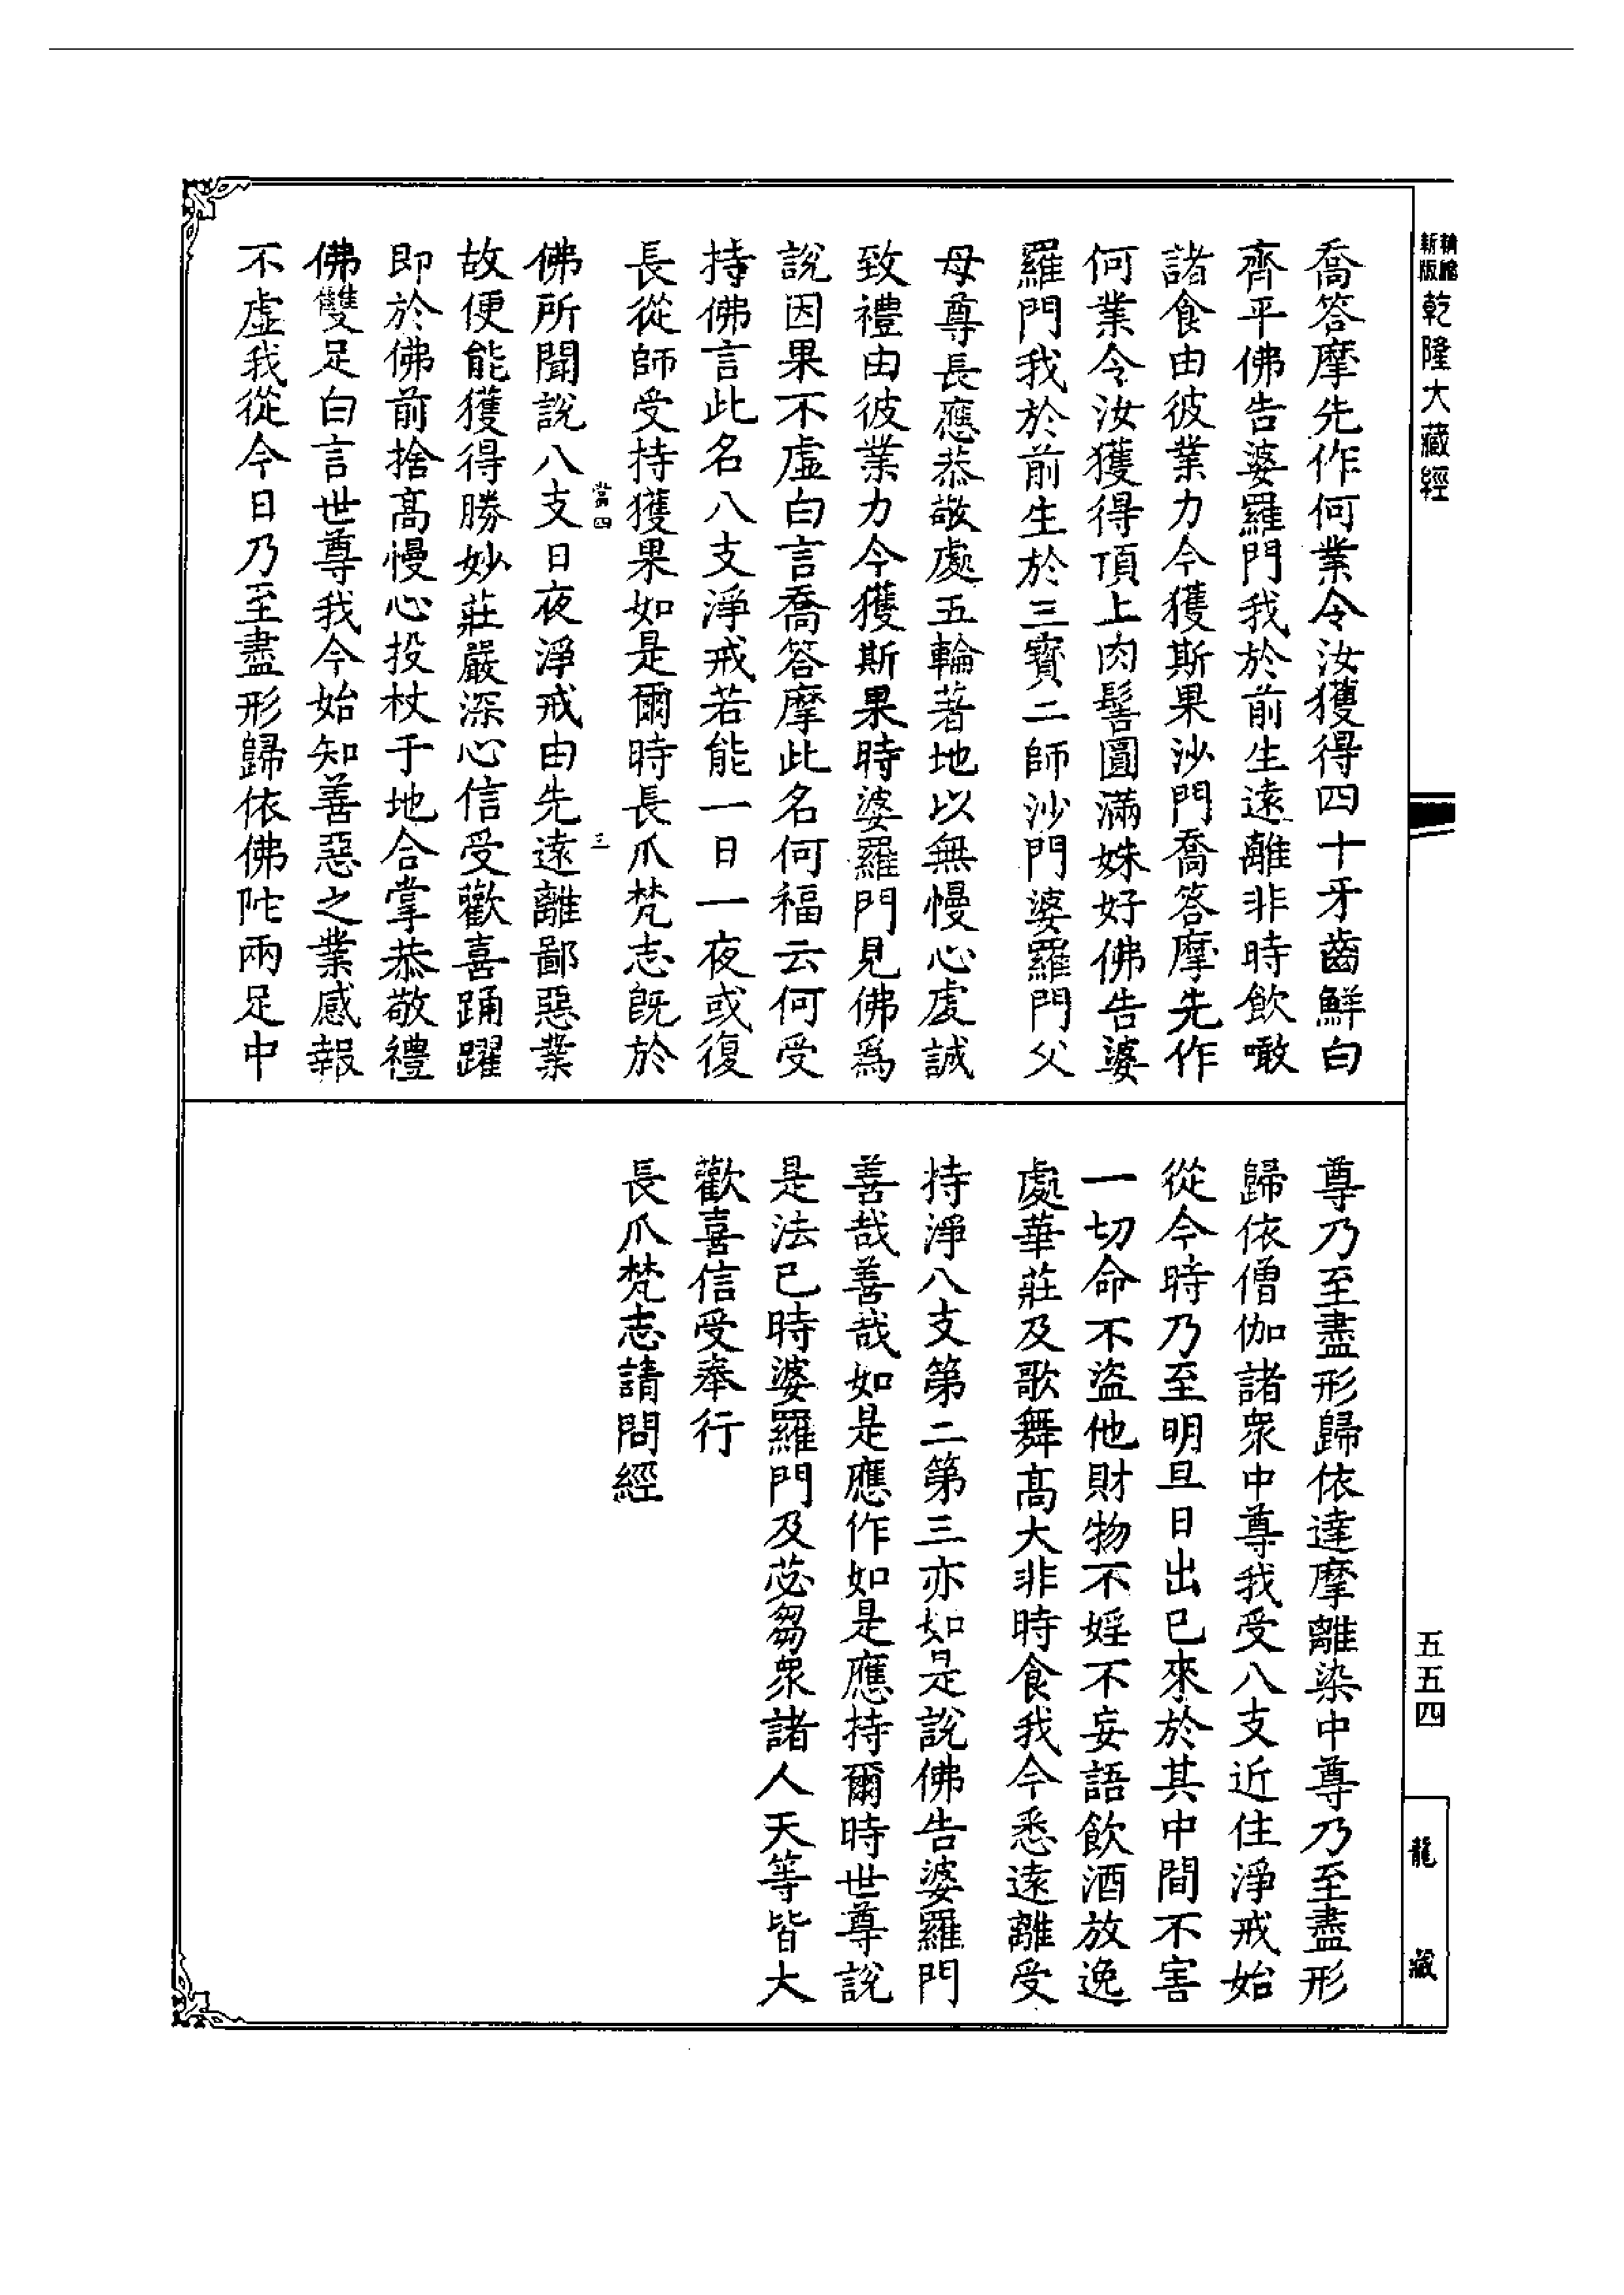 乾隆大藏經
喬答摩先作何業令汝獲得四十牙齒鮮白
齊平佛告婆羅門我於前生遠離非時飲噉
諸食由彼業力今獲斯果沙門喬答摩先作
何業令汝獲得頂上肉髻圓滿姝好佛告婆
羅門我於前生於三寶二師沙門婆羅門父
母尊長應恭敬處五輪著地以無慢心虔誠
致禮由彼業力今獲斯果時婆羅門見佛為
說因果不虛白言喬答摩此名何福云何受
持佛言此名八支淨戒若能一日一夜或復
長從師受持獲果如是爾時長爪梵志既於
當四
三
佛所聞說八支日夜淨戒由先遠離鄙惡業
故便能獲得勝妙莊嚴深心信受歡喜踊躍
即於佛前捨高慢心投杖于地合掌恭敬禮
佛雙足白言世尊我今始知善惡之業感報
不虛我從今日乃至盡形歸依佛陀兩足中
尊乃至盡形歸依達摩離染中尊乃至盡形
歸依僧伽諸眾中尊我受八支近住淨戒始
從今時乃至明旦日出已來於其中間不害
一切命不盜他財物不婬不妄語飲酒放逸
處華莊及歌舞高大非時食我今悉遠離受
持淨八支第二第三亦如是說佛告婆羅門
善哉善哉如是應作如是應持爾時世尊說
是法已時婆羅門及苾芻眾諸人天等皆大
歡喜信受奉行
長爪梵志請問經
五五四
龍藏